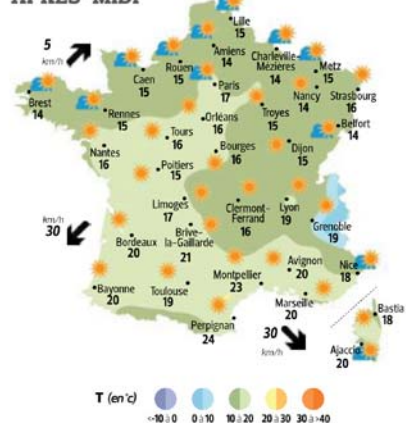 APRÈS-MIDI
Lille
15
5
km/h
Amiens
14
Charleville-
Mezieres
14
Rouen
15
Caen
15
Metz
15
Paris
17
Nancy
14
Strasbourg
16
Brest
14
Rennes
15
Orléans
16
Troyes
15
Belfort
14
Tours
16
Bourges
16
Dijon
15
Nantes
16
Poitiers
15
Limoges
17
Clermont-
Ferrand
16
Lyon
19
Grenoble
19
km/h
30
Bordeaux
20
Brive-
la-Gaillarde
21
Avignon
20
Nice
18
Bayonne
20
Toulouse
19
Montpellier
23
Marseille
20
Bastia
18
Perpignan
24
30
km/h
Ajaccio
20
T (en°c)
<-10 à 0
0 à 10
10 à 20
20 à 30
30 à >40